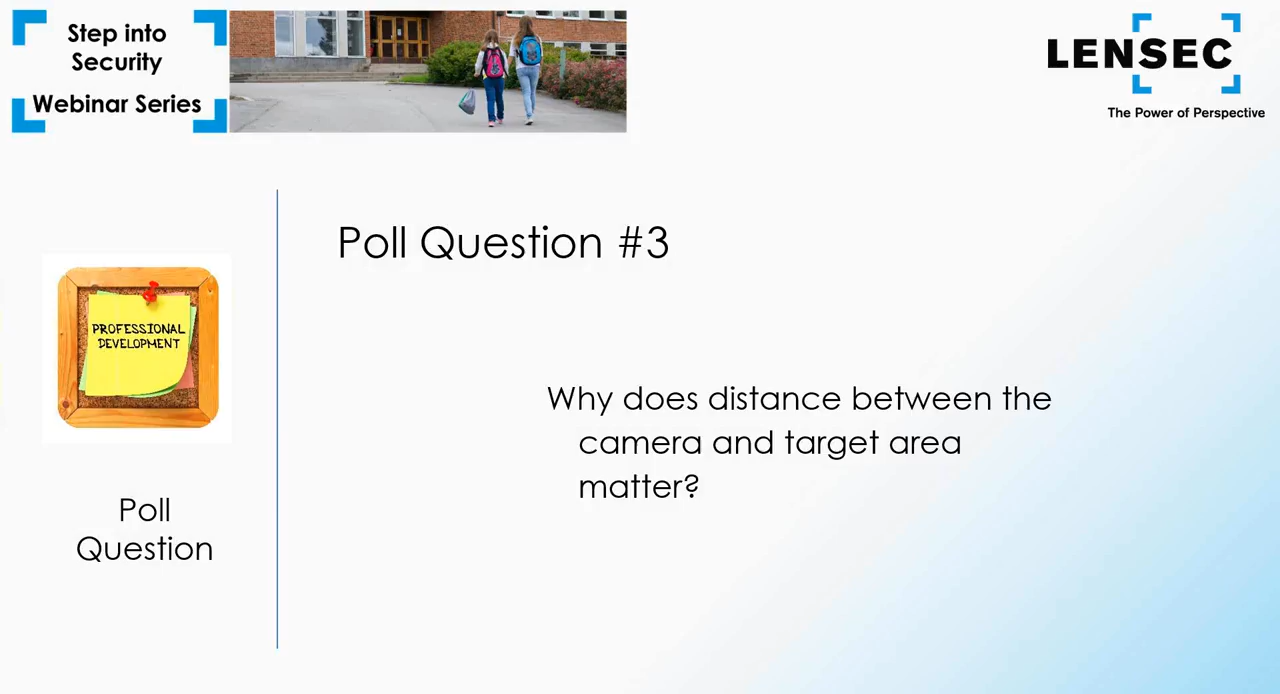 Step into
Security
Webinar Series
LENSEC
The Power of Perspective
Poll Question #3
PROFESSIONAL
DEVELOPMENT
Why does distance between the
camera and target area
matter?
Poll
Question